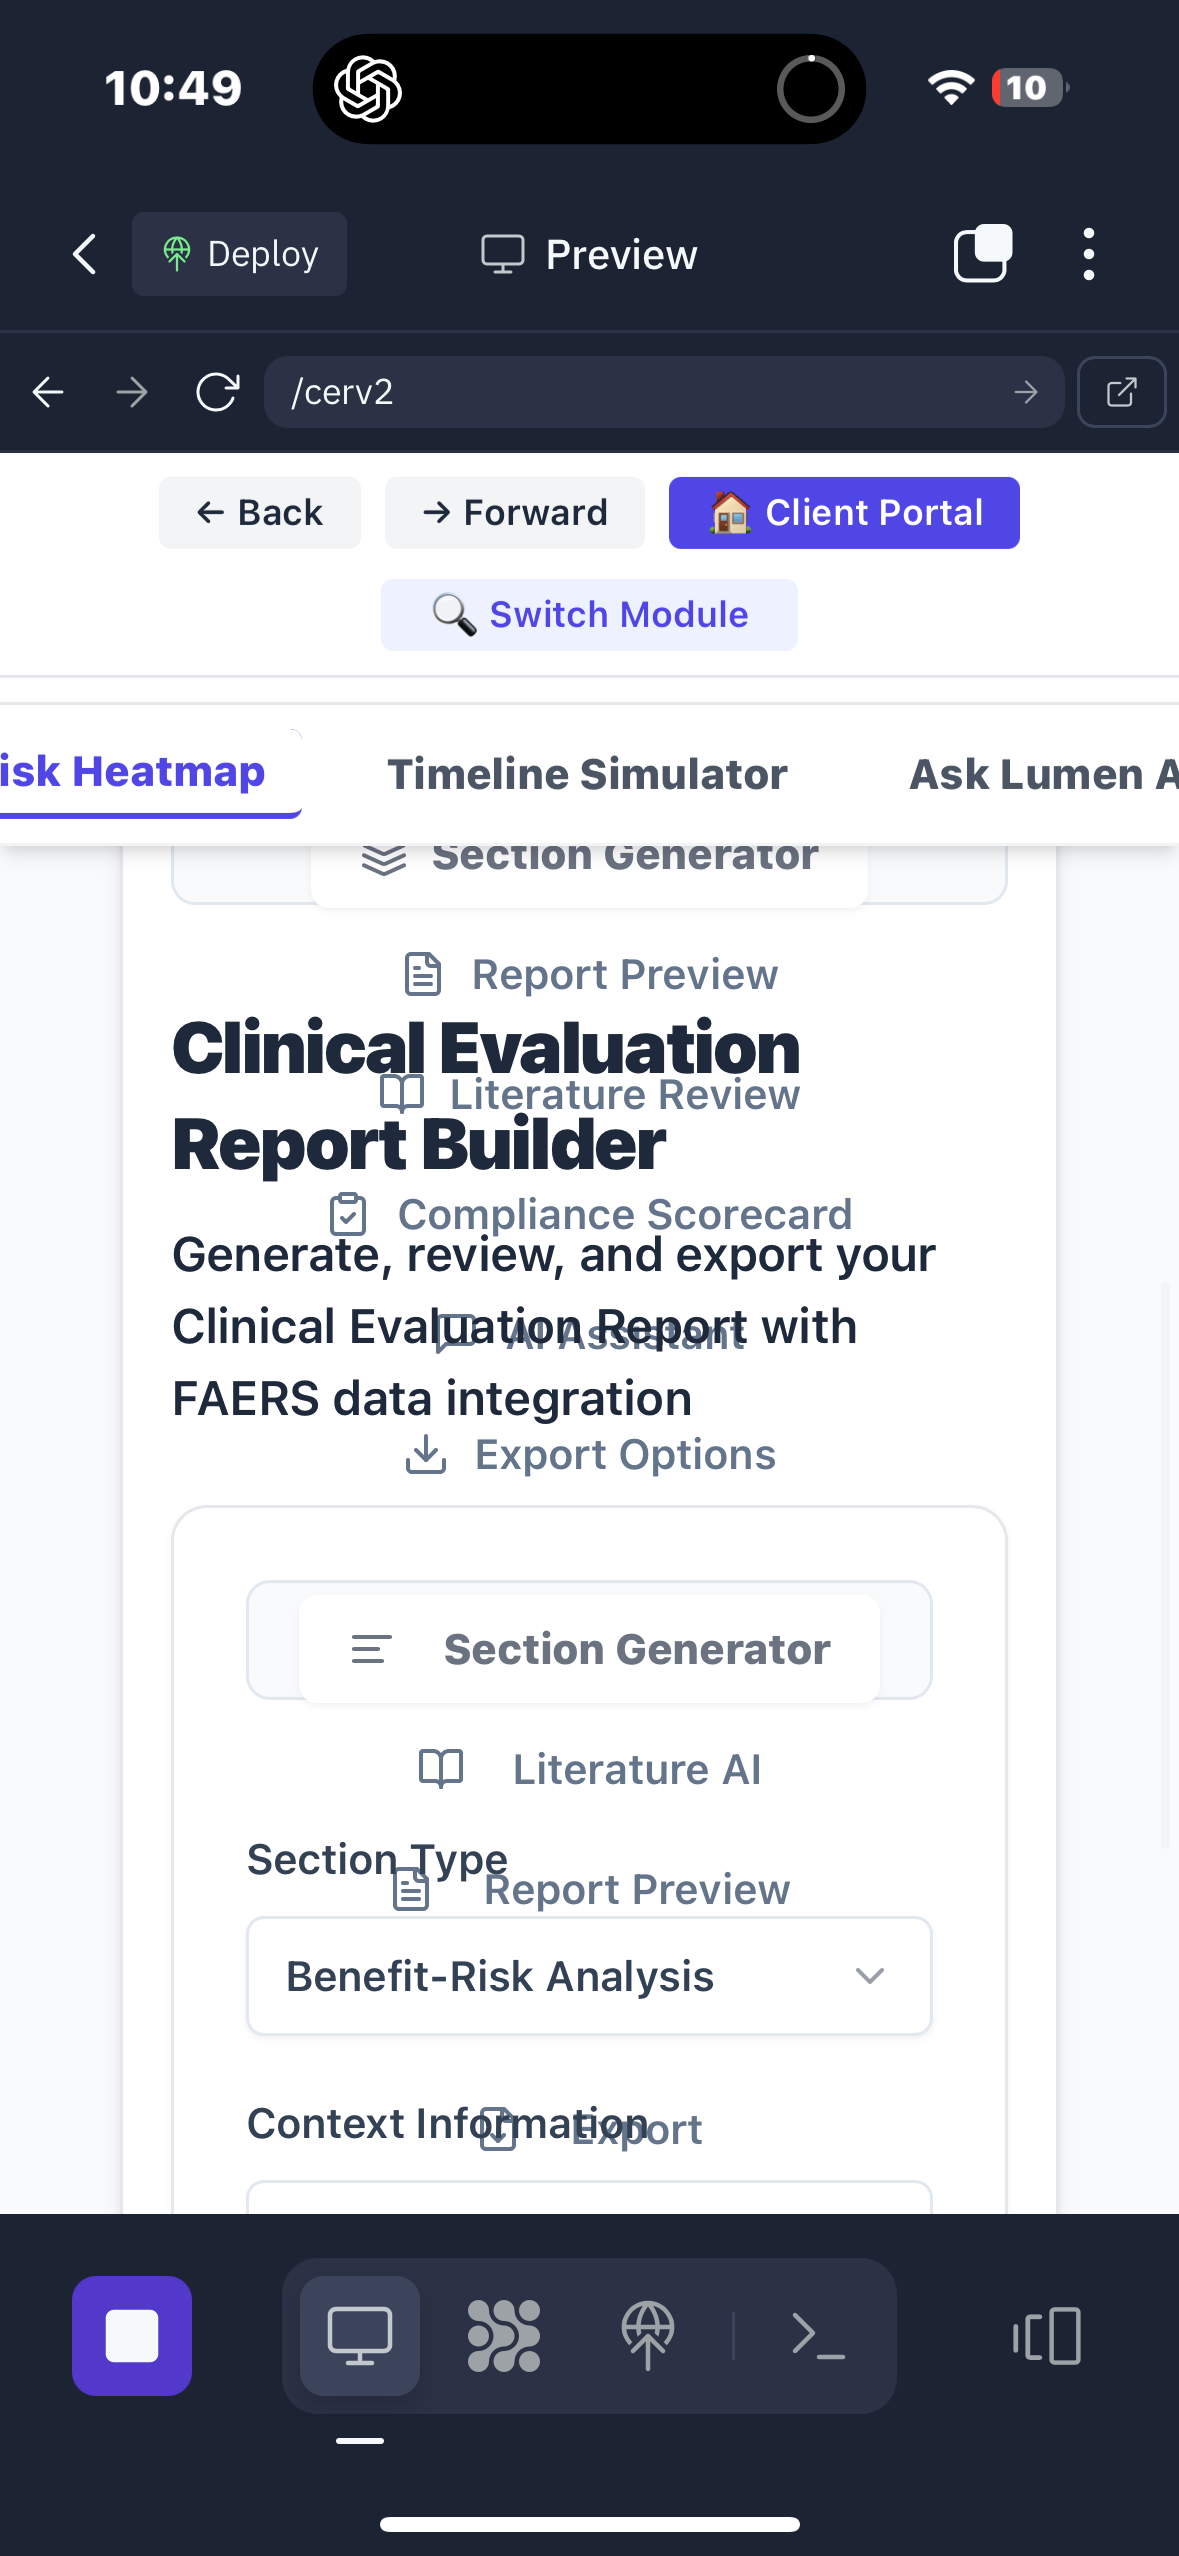 10:49
10
Deploy
Preview
/cerv2
← Back
→ Forward
Client Portal
Switch Module
isk Heatmap
Timeline Simulator
Ask Lumen A
Section Generator
Report Preview
Clinical Evaluation
Literature Review
Report Builder
Compliance Scorecard
Generate, review, and export your
Clinical Evaluation Report with
AI Assistant
FAERS data integration
Export Options
Section Generator
Literature AI
Section Type
Report Preview
Benefit-Risk Analysis
Context Information
Export